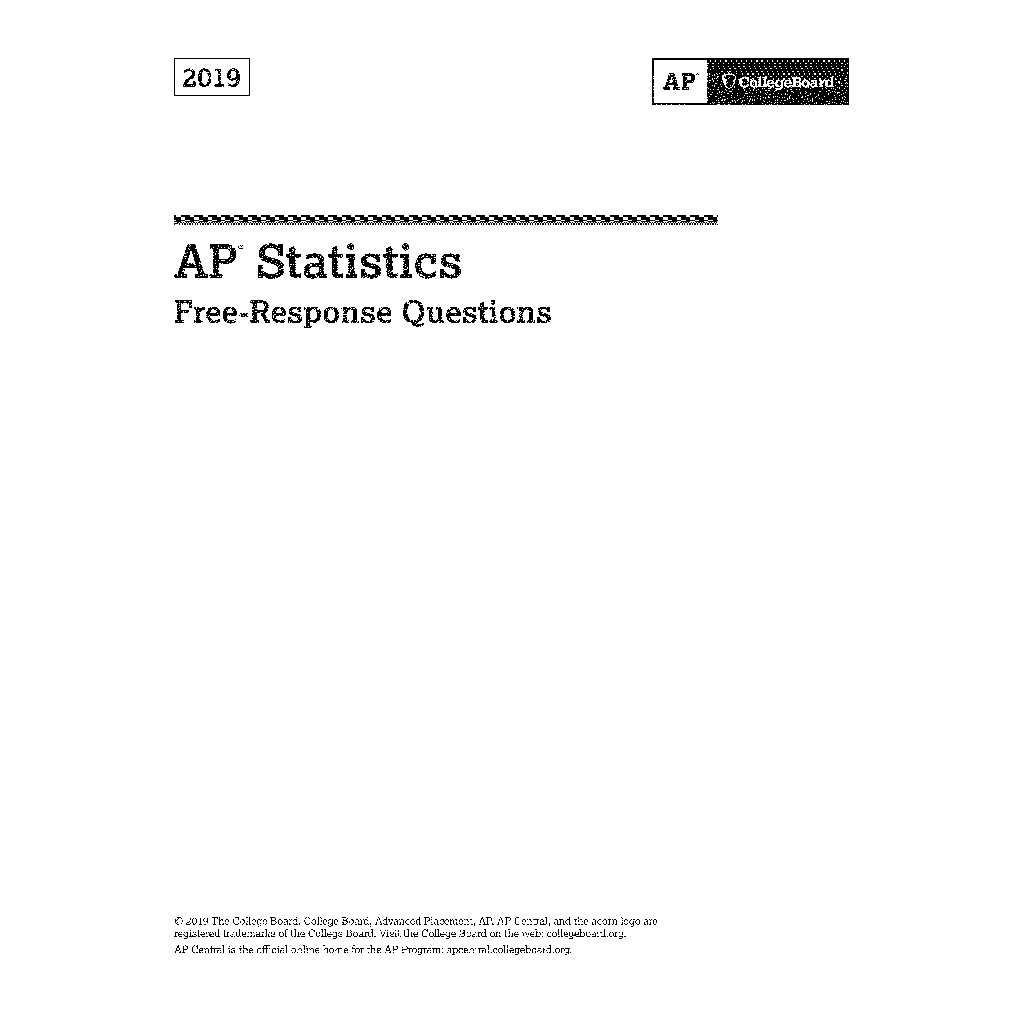 2019
AP® CollegeBoard
AP® Statistics
Free-Response Questions
© 2019 The College Board. College Board, Advanced Placement, AP, AP Central, and the acorn logo are
registered trademarks of the College Board. Visit the College Board on the web: collegeboard.org.
AP Central is the official online home for the AP Program: apcentral.collegeboard.org.